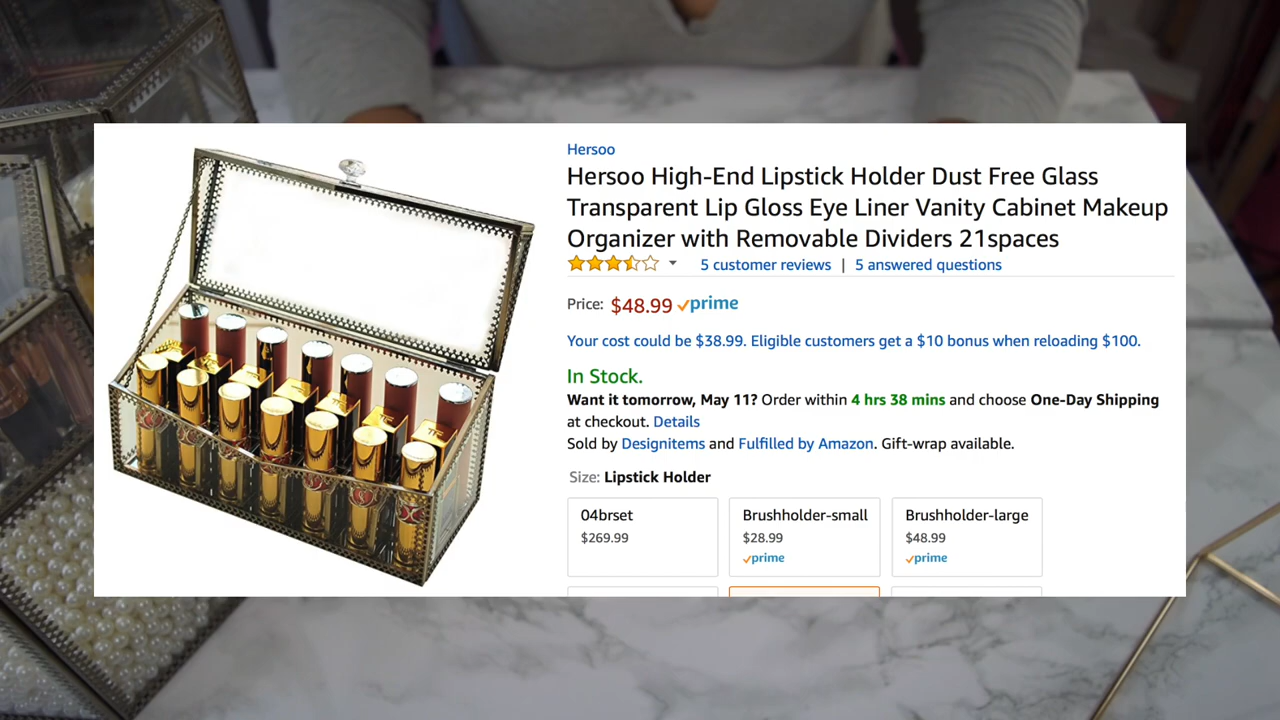 Hersoo
Hersoo High-End Lipstick Holder Dust Free Glass
Transparent Lip Gloss Eye Liner Vanity Cabinet Makeup
Organizer with Removable Dividers 21spaces
5 customer reviews | 5 answered questions
Price: $48.99 prime
Your cost could be $38.99. Eligible customers get a $10 bonus when reloading $100.
In Stock.
Want it tomorrow, May 11? Order within 4 hrs 38 mins and choose One-Day Shipping
at checkout. Details
Sold by Designitems and Fulfilled by Amazon. Gift-wrap available.
Size: Lipstick Holder
04brset Brushholder-small Brushholder-large
$269.99 $28.99 $48.99
prime prime